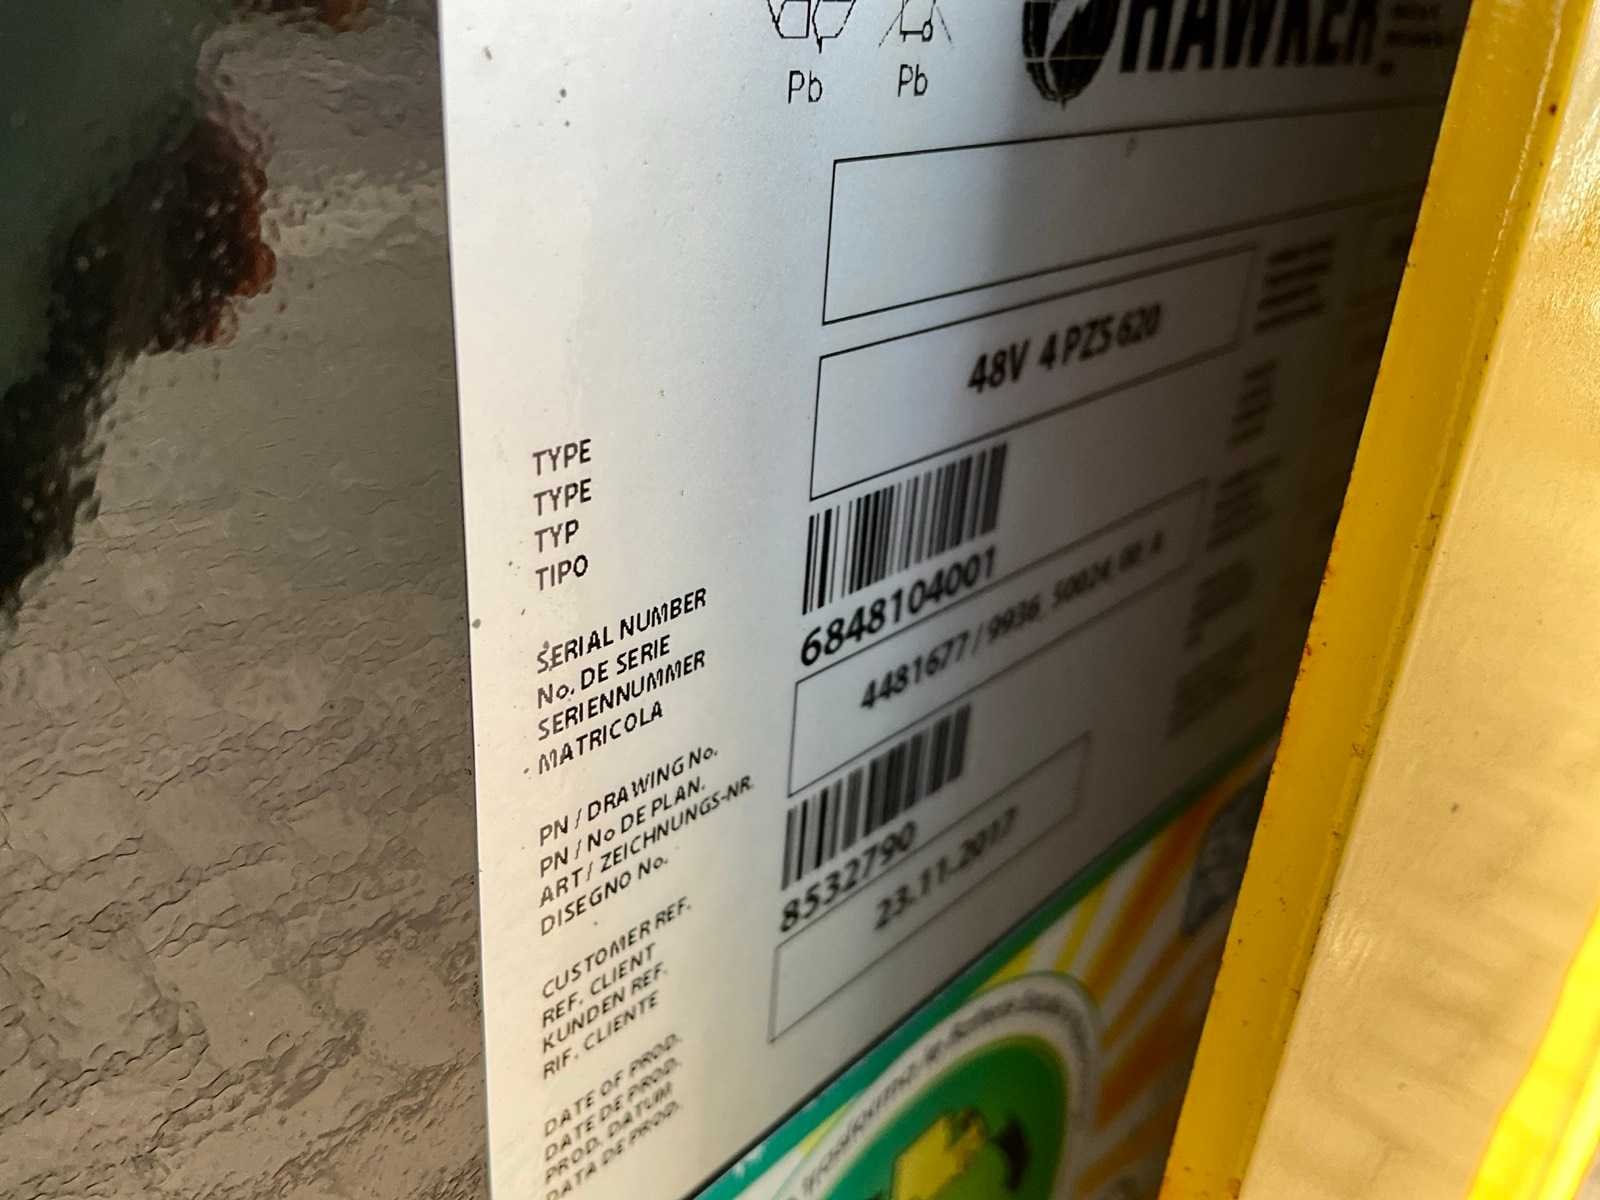 Pb
Pb
HAWKER
48V 4 PZS 620
TYPE
TYPE
TYP
TIPO
6848104001
SERIAL NUMBER
No. DE SERIE
SERIENNUMMER
MATRICOLA
4481677 / 9936, 50024, 
PN / DRAWING No.
PN / No DE PLAN.
ART / ZEICHNUNGS-NR.
DISEGNO No.
8532790
CUSTOMER REF.
REF. CLIENT
KUNDEN REF.
RIF. CLIENTE
23.11.2017
DATE OF PROD.
DATE DE PROD.
PROD. DATUM
DATA DE PROD.